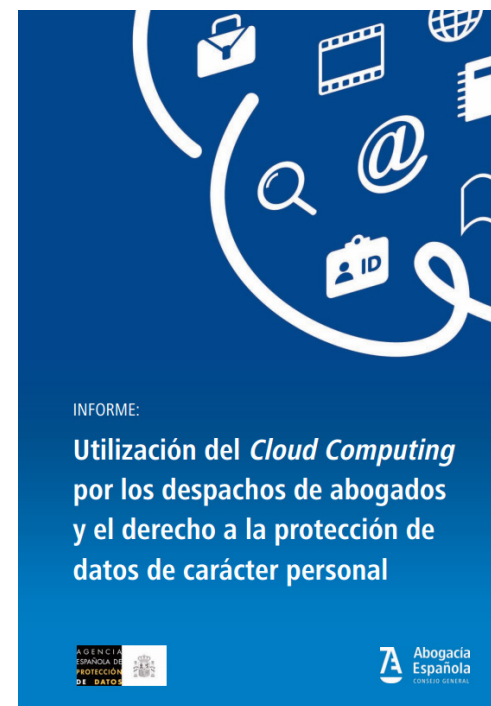 @
ID
INFORME:
Utilización del Cloud Computing
por los despachos de abogados
y el derecho a la protección de
datos de carácter personal
AGENCIA
ESPAÑOLA DE
PROTECCIÓN
DE DATOS
Abogacía
Española
CONSEJO GENERAL